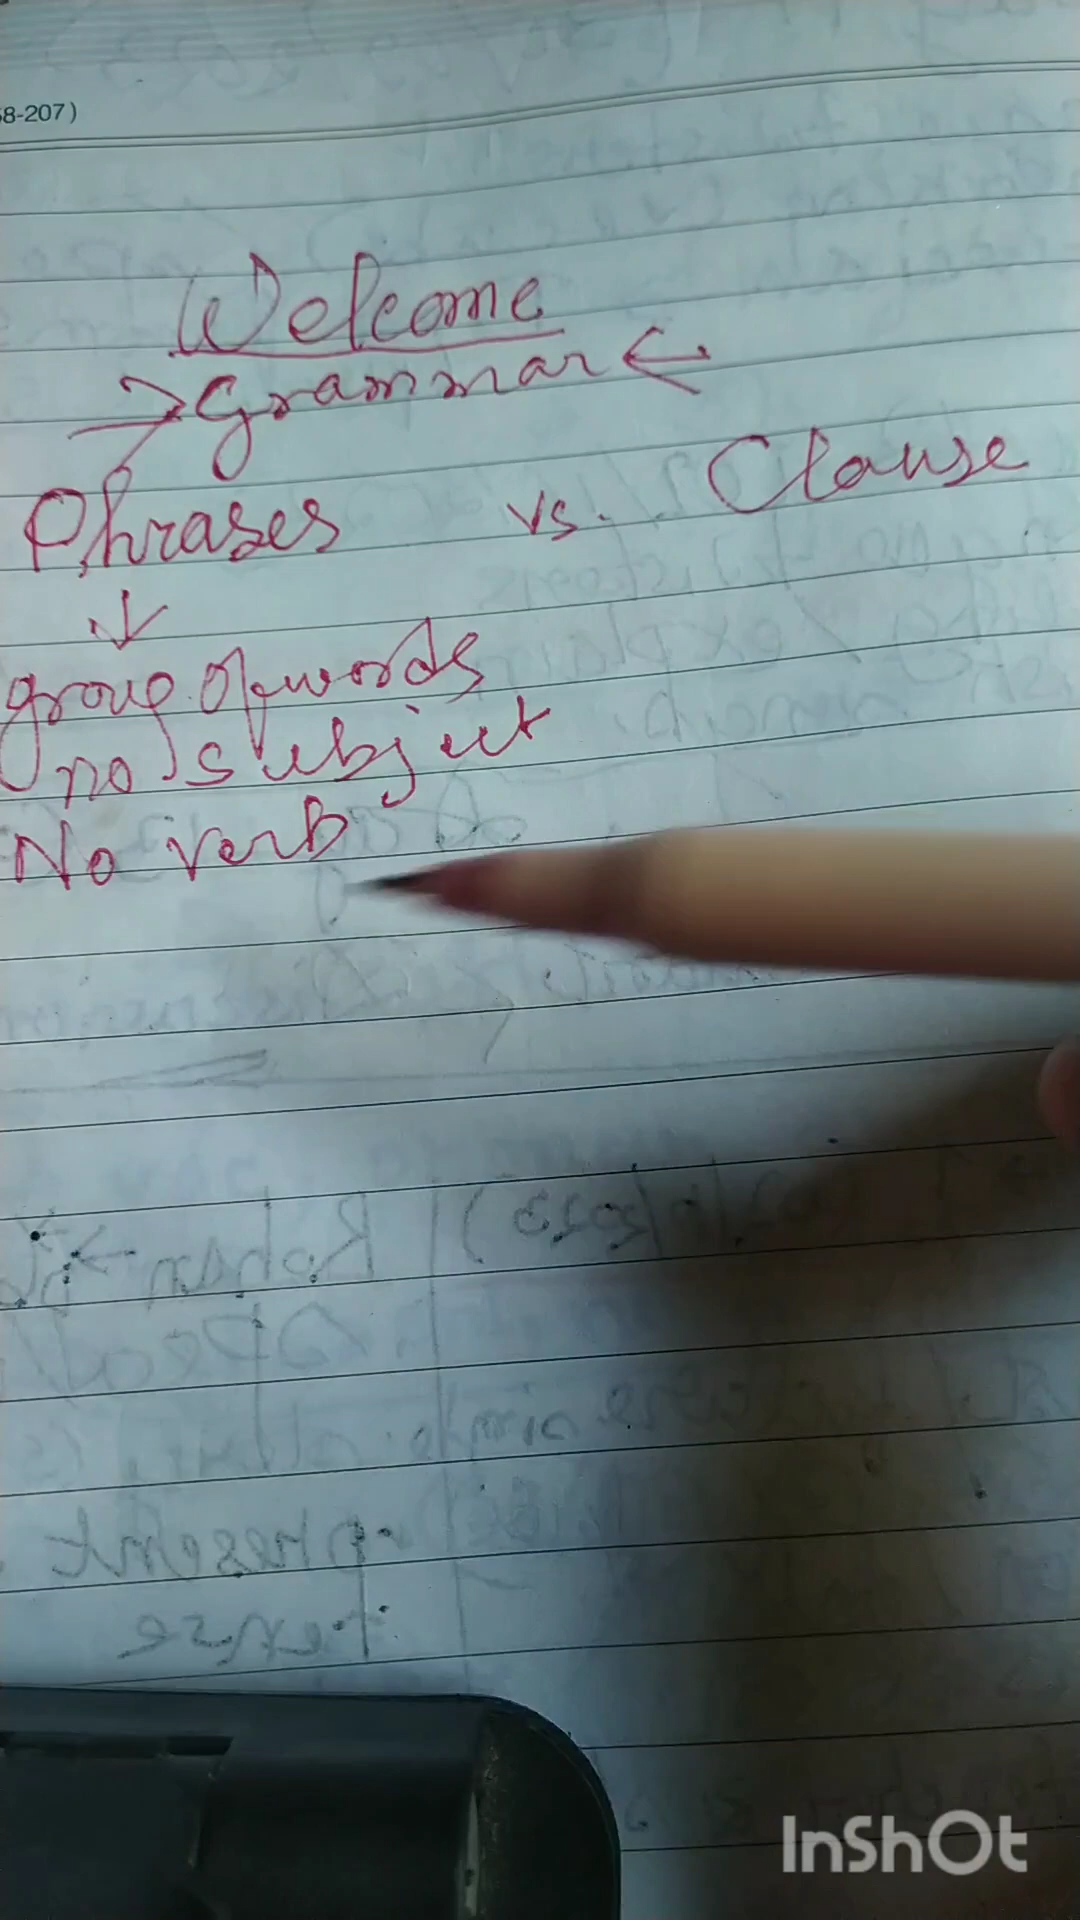 8-207)
Welcome
→ Grammar ←
Phrases vs. Clause
↓
group of words
no subject
No verb
InShOt